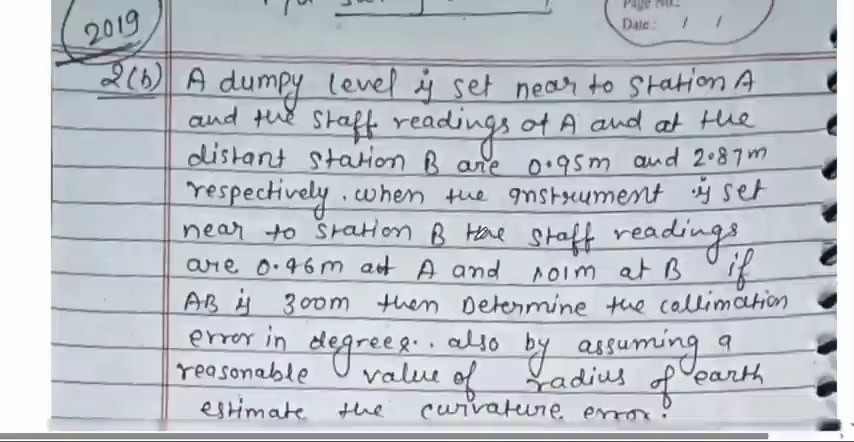 2019
Date: / /
2(b) A dumpy level is set near to Station A
and the Staff readings of A and at the
distant station B are 0.95m and 2.87m
respectively. when the instrument is set
near to station B the staff readings
are 0.46m at A and 1.01m at B if
AB is 300m then Determine the collimation
error in degrees. also by assuming a
reasonable value of radius of earth
estimate the curvature error?